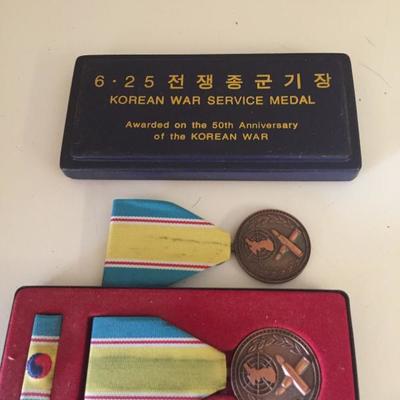 6·25 전쟁종군기장
KOREAN WAR SERVICE MEDAL
Awarded on the 50th Anniversary
of the KOREAN WAR